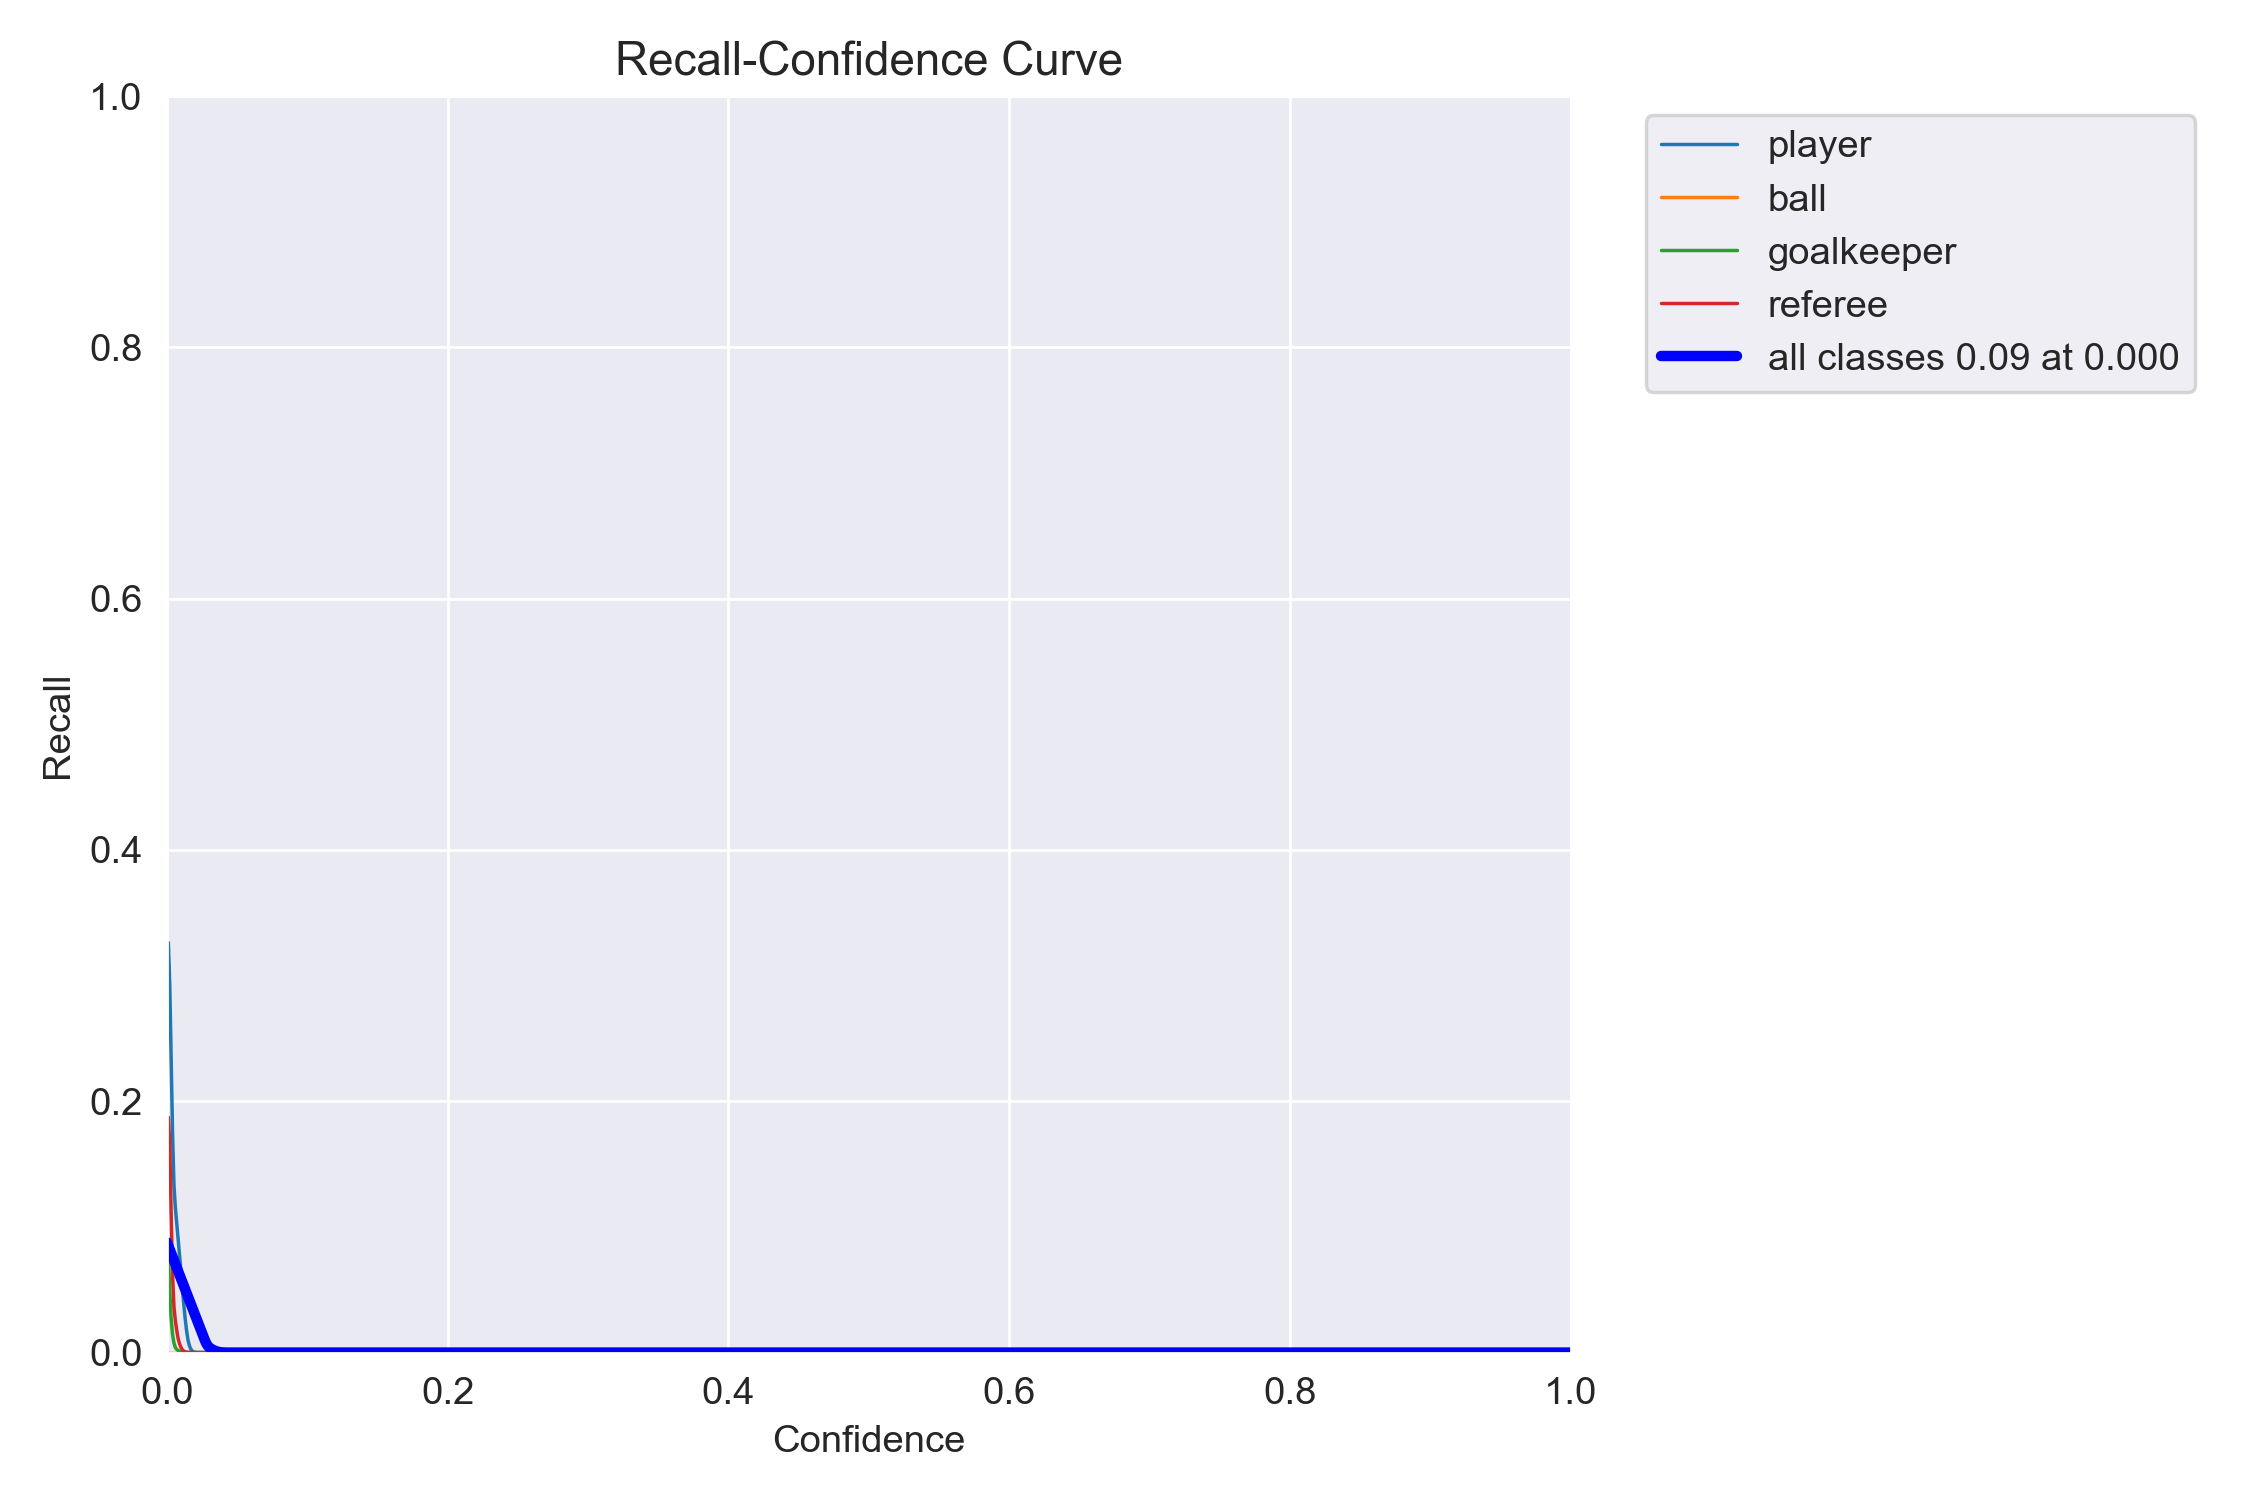 Recall-Confidence Curve
1.0
0.8
0.6
0.4
0.2
0.0
Recall
0.0 0.2 0.4 0.6 0.8 1.0
Confidence
player
ball
goalkeeper
referee
all classes 0.09 at 0.000